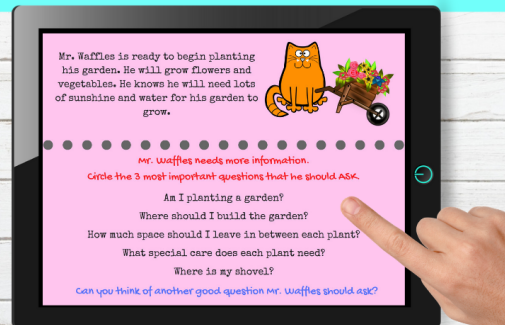 Mr. Waffles is ready to begin planting
his garden. He will grow flowers and
vegetables. He knows he will need lots
of sunshine and water for his garden to
grow.
Mr. Waffles needs more information.
Circle the 3 most important questions that he should ASK.
Am I planting a garden?
Where should I build the garden?
How much space should I leave in between each plant?
What special care does each plant need?
Where is my shovel?
Can you think of another good question Mr. Waffles should ask?